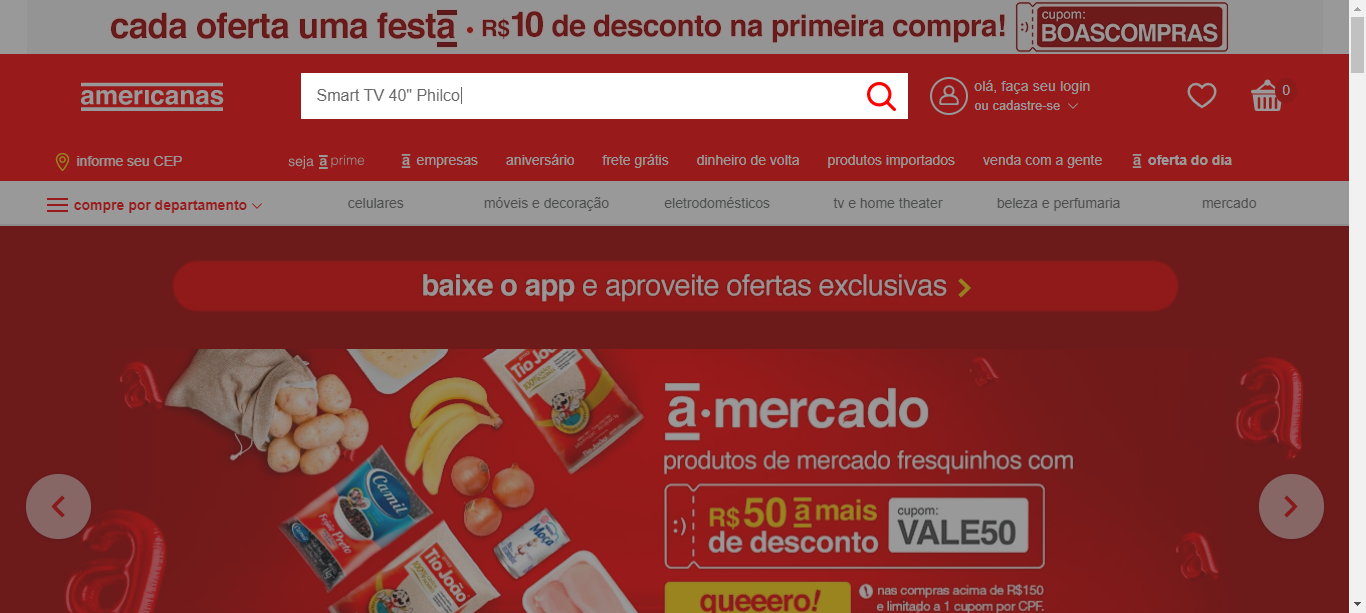 cada oferta uma festa • R$10 de desconto na primeira compra! :) cupom: BOASCOMPRAS
americanas
Smart TV 40" Philco
olá, faça seu login
ou cadastre-se
0
informe seu CEP
seja a prime
a empresas
aniversário
frete grátis
dinheiro de volta
produtos importados
venda com a gente
a oferta do dia
compre por departamento
celulares
móveis e decoração
eletrodomésticos
tv e home theater
beleza e perfumaria
mercado
baixe o app e aproveite ofertas exclusivas >
Tio João
Camil
Feijão Preto
Moça
Tio João
a•mercado
produtos de mercado fresquinhos com
:) R$50 a mais
de desconto
cupom:
VALE50
queeero!
nas compras acima de R$150
e limitado a 1 cupom por CPF.